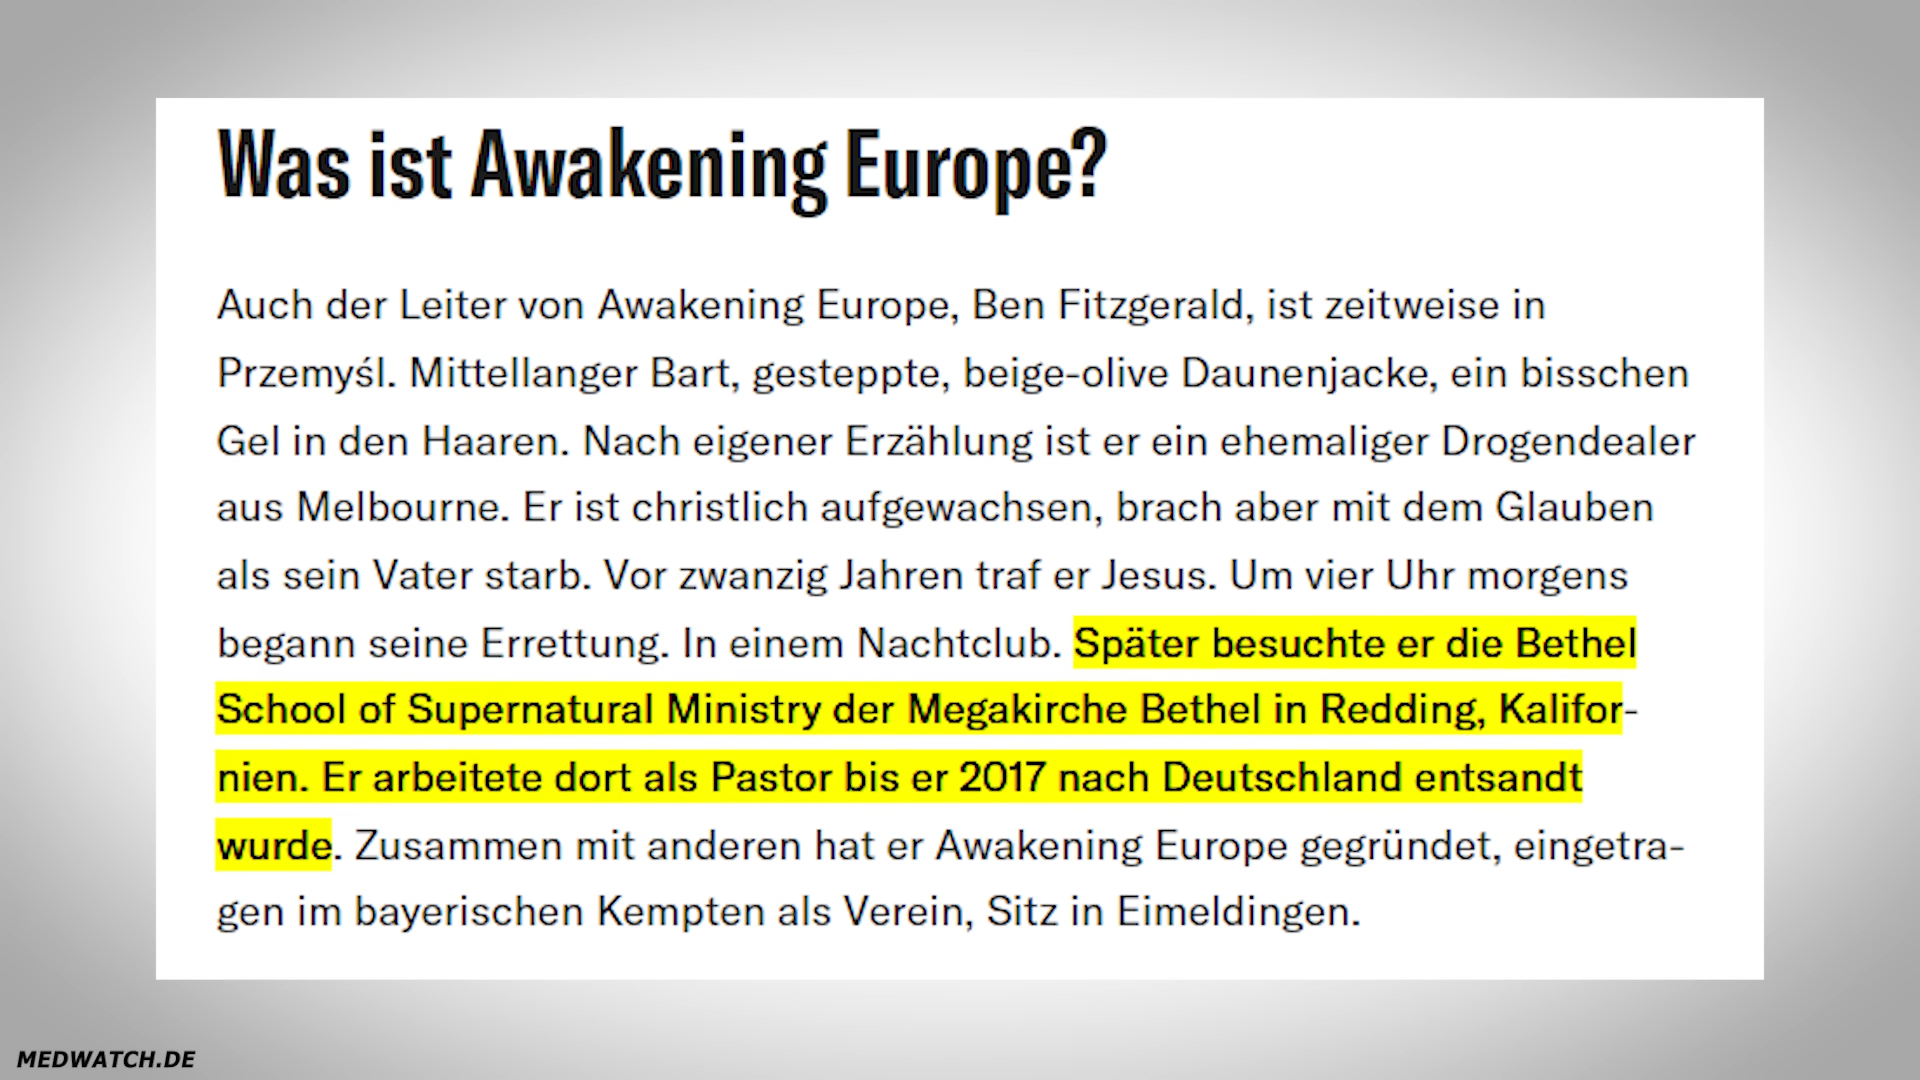 Was ist Awakening Europe?
Auch der Leiter von Awakening Europe, Ben Fitzgerald, ist zeitweise in
Przemyśl. Mittellanger Bart, gesteppte, beige-olive Daunenjacke, ein bisschen
Gel in den Haaren. Nach eigener Erzählung ist er ein ehemaliger Drogendealer
aus Melbourne. Er ist christlich aufgewachsen, brach aber mit dem Glauben
als sein Vater starb. Vor zwanzig Jahren traf er Jesus. Um vier Uhr morgens
begann seine Errettung. In einem Nachtclub. Später besuchte er die Bethel
School of Supernatural Ministry der Megakirche Bethel in Redding, Kalifor-
nien. Er arbeitete dort als Pastor bis er 2017 nach Deutschland entsandt
wurde. Zusammen mit anderen hat er Awakening Europe gegründet, eingetra-
gen im bayerischen Kempten als Verein, Sitz in Eimeldingen.
MEDWATCH.DE